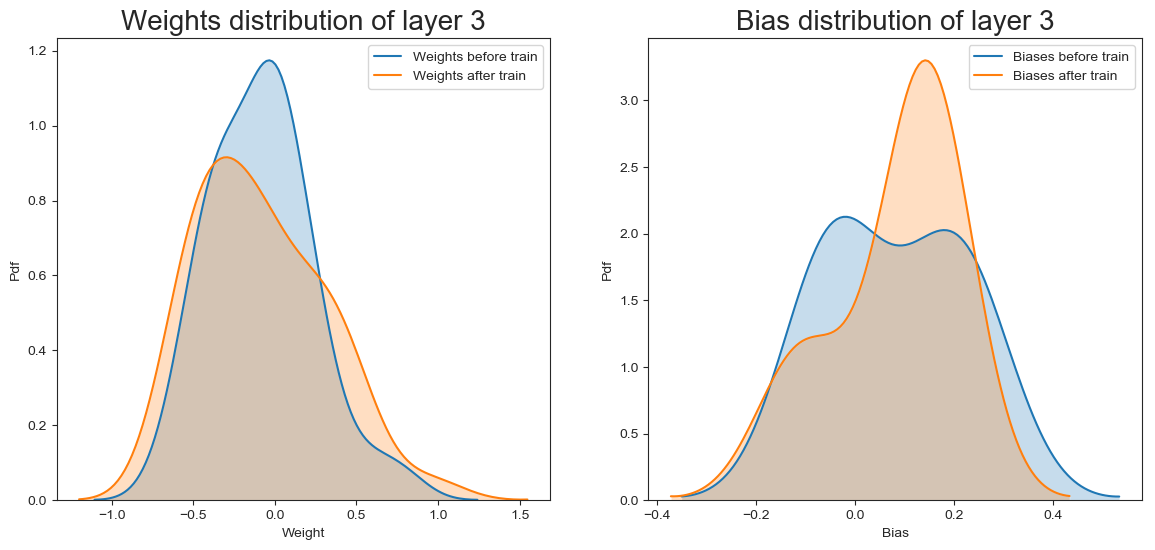 Weights distribution of layer 3
Weights before train
Weights after train
1.2
1.0
0.8
0.6
0.4
0.2
0.0
Pdf
−1.0
−0.5
0.0
0.5
1.0
1.5
Weight
Bias distribution of layer 3
Biases before train
Biases after train
3.0
2.5
2.0
1.5
1.0
0.5
0.0
Pdf
−0.4
−0.2
0.0
0.2
0.4
Bias